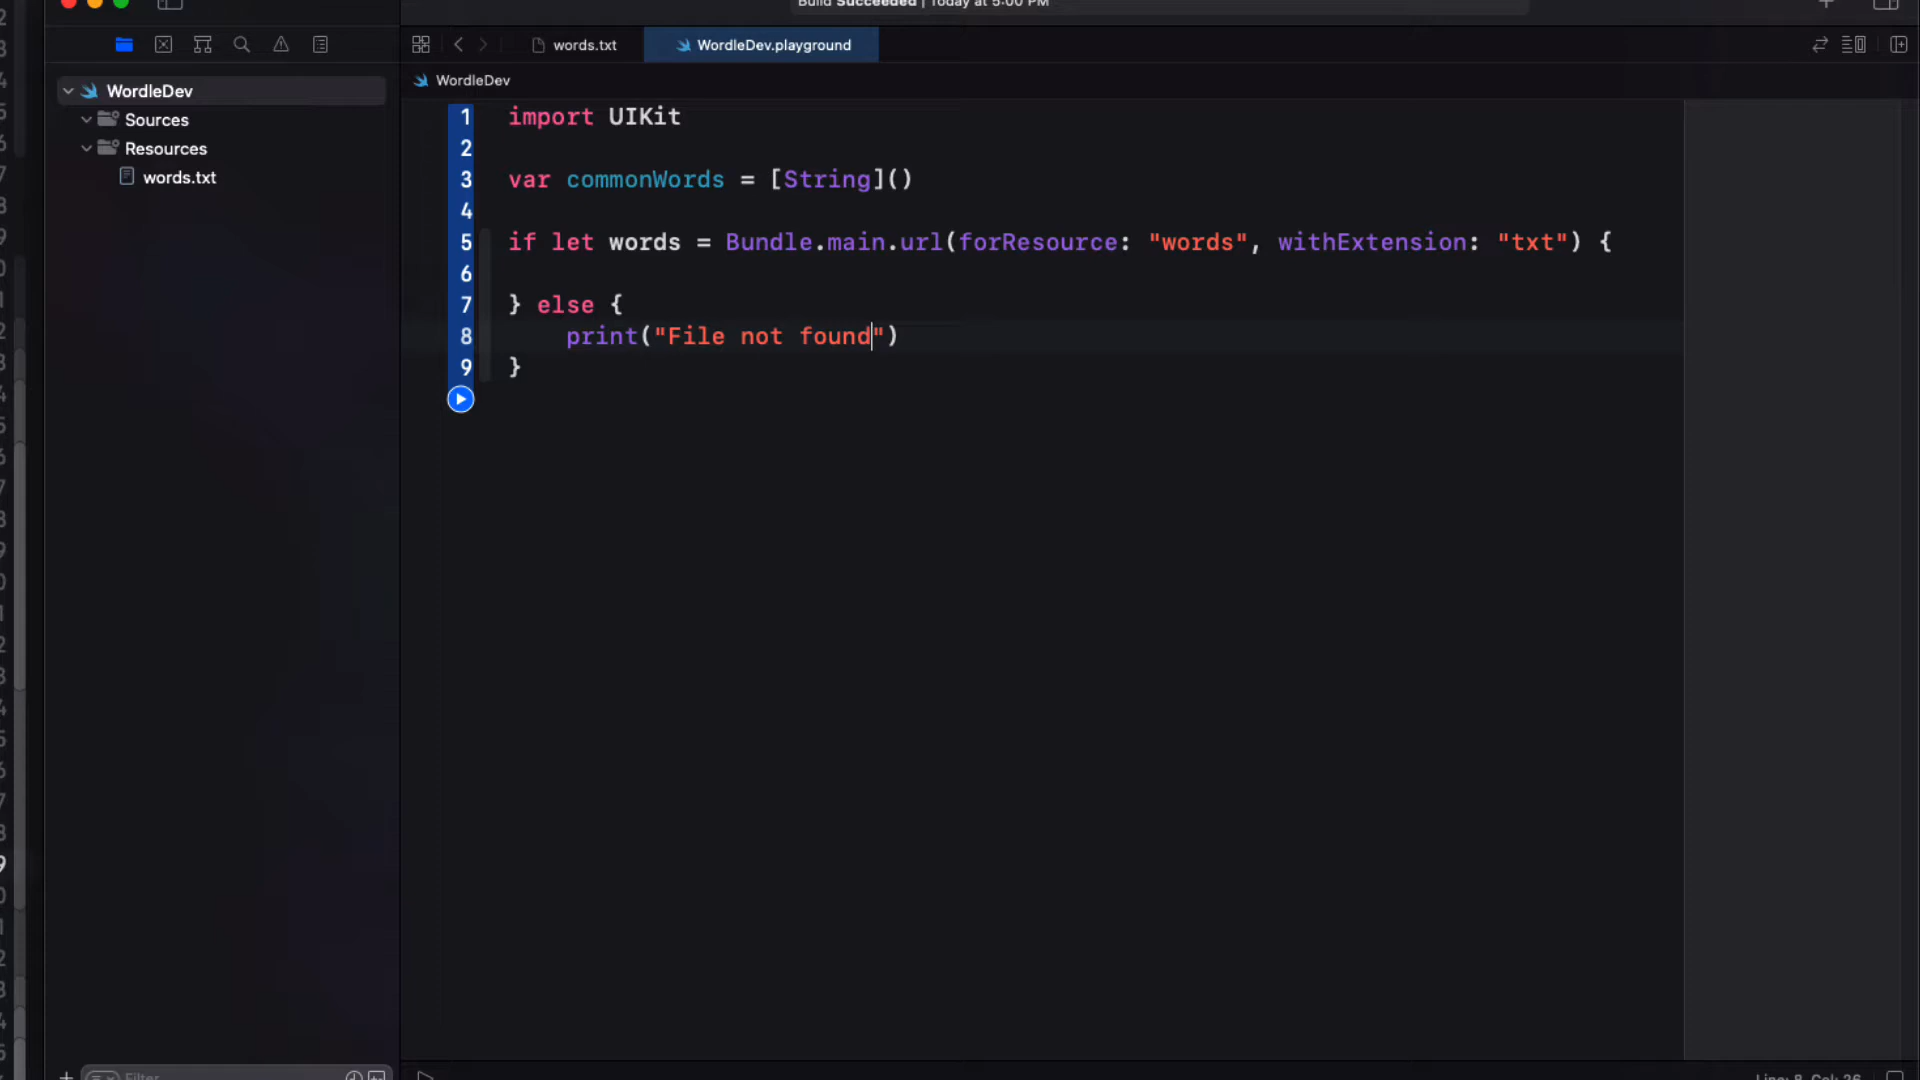 Build Succeeded | Today at 5:00 PM
words.txt
WordleDev.playground
WordleDev
WordleDev
Sources
Resources
words.txt
1 import UIKit
2
3 var commonWords = [String]()
4
5 if let words = Bundle.main.url(forResource: "words", withExtension: "txt") {
6
7 } else {
8 print("File not found")
9 }
Filter
Line: 8 Col: 26